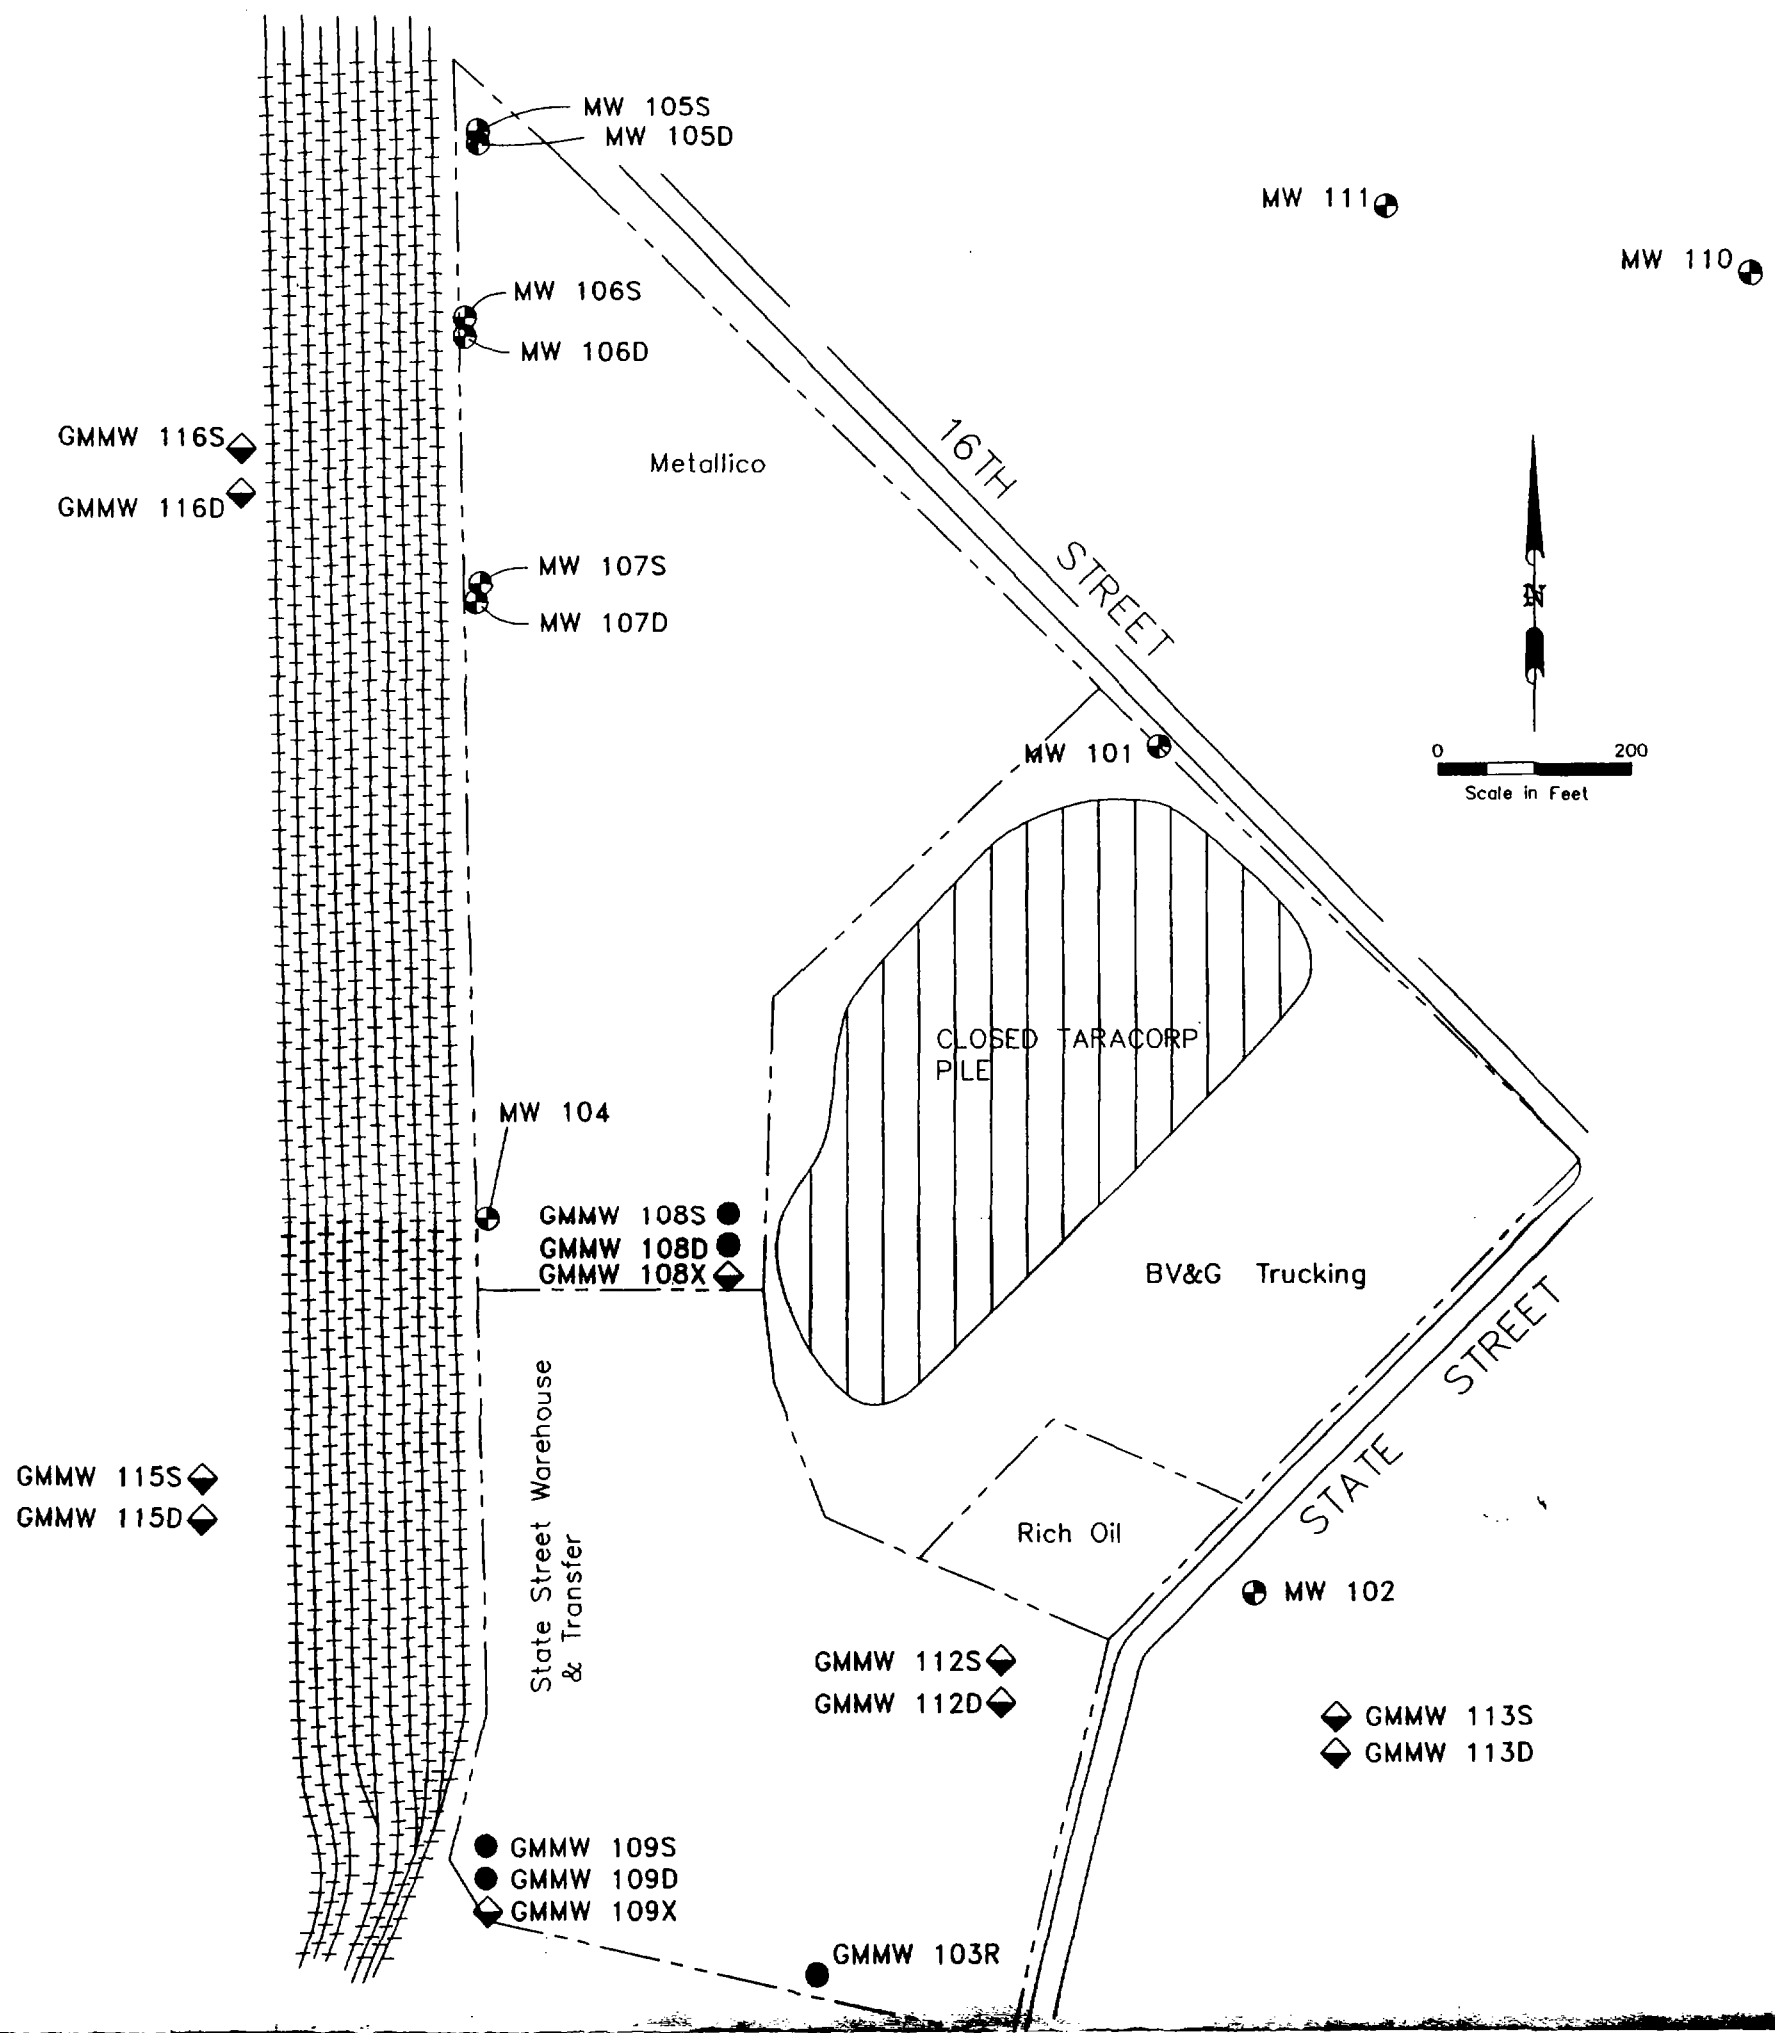 MW 105S
MW 105D
MW 111
MW 110
MW 106S
MW 106D
GMMW 116S
GMMW 116D
Metallico
16TH STREET
MW 107S
MW 107D
N
MW 101
0 200
Scale in Feet
CLOSED TARACORP
PILE
MW 104
GMMW 108S
GMMW 108D
GMMW 108X
BV&G Trucking
STATE STREET
State Street Warehouse
& Transfer
GMMW 115S
GMMW 115D
Rich Oil
MW 102
GMMW 112S
GMMW 112D
GMMW 113S
GMMW 113D
GMMW 109S
GMMW 109D
GMMW 109X
GMMW 103R